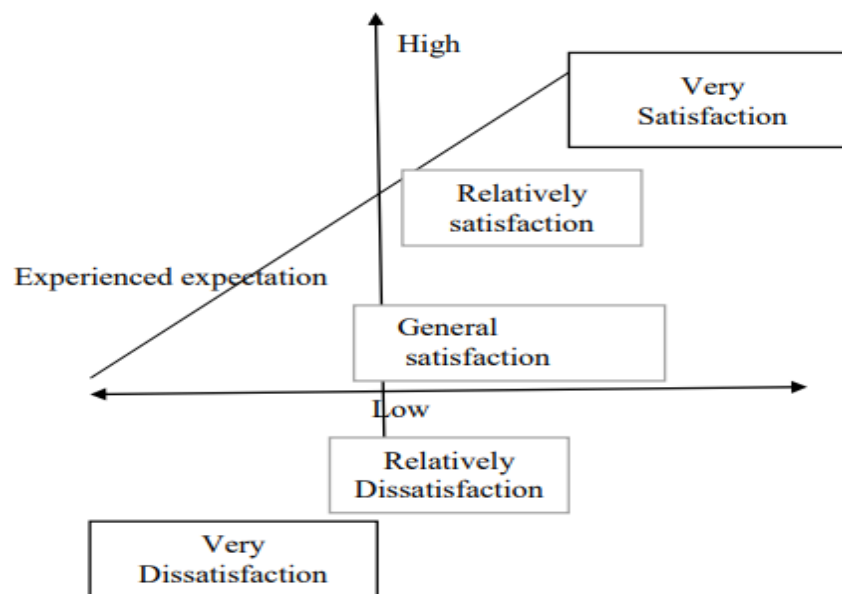 High
Very
Satisfaction
Relatively
satisfaction
Experienced expectation
General
satisfaction
Low
Relatively
Dissatisfaction
Very
Dissatisfaction